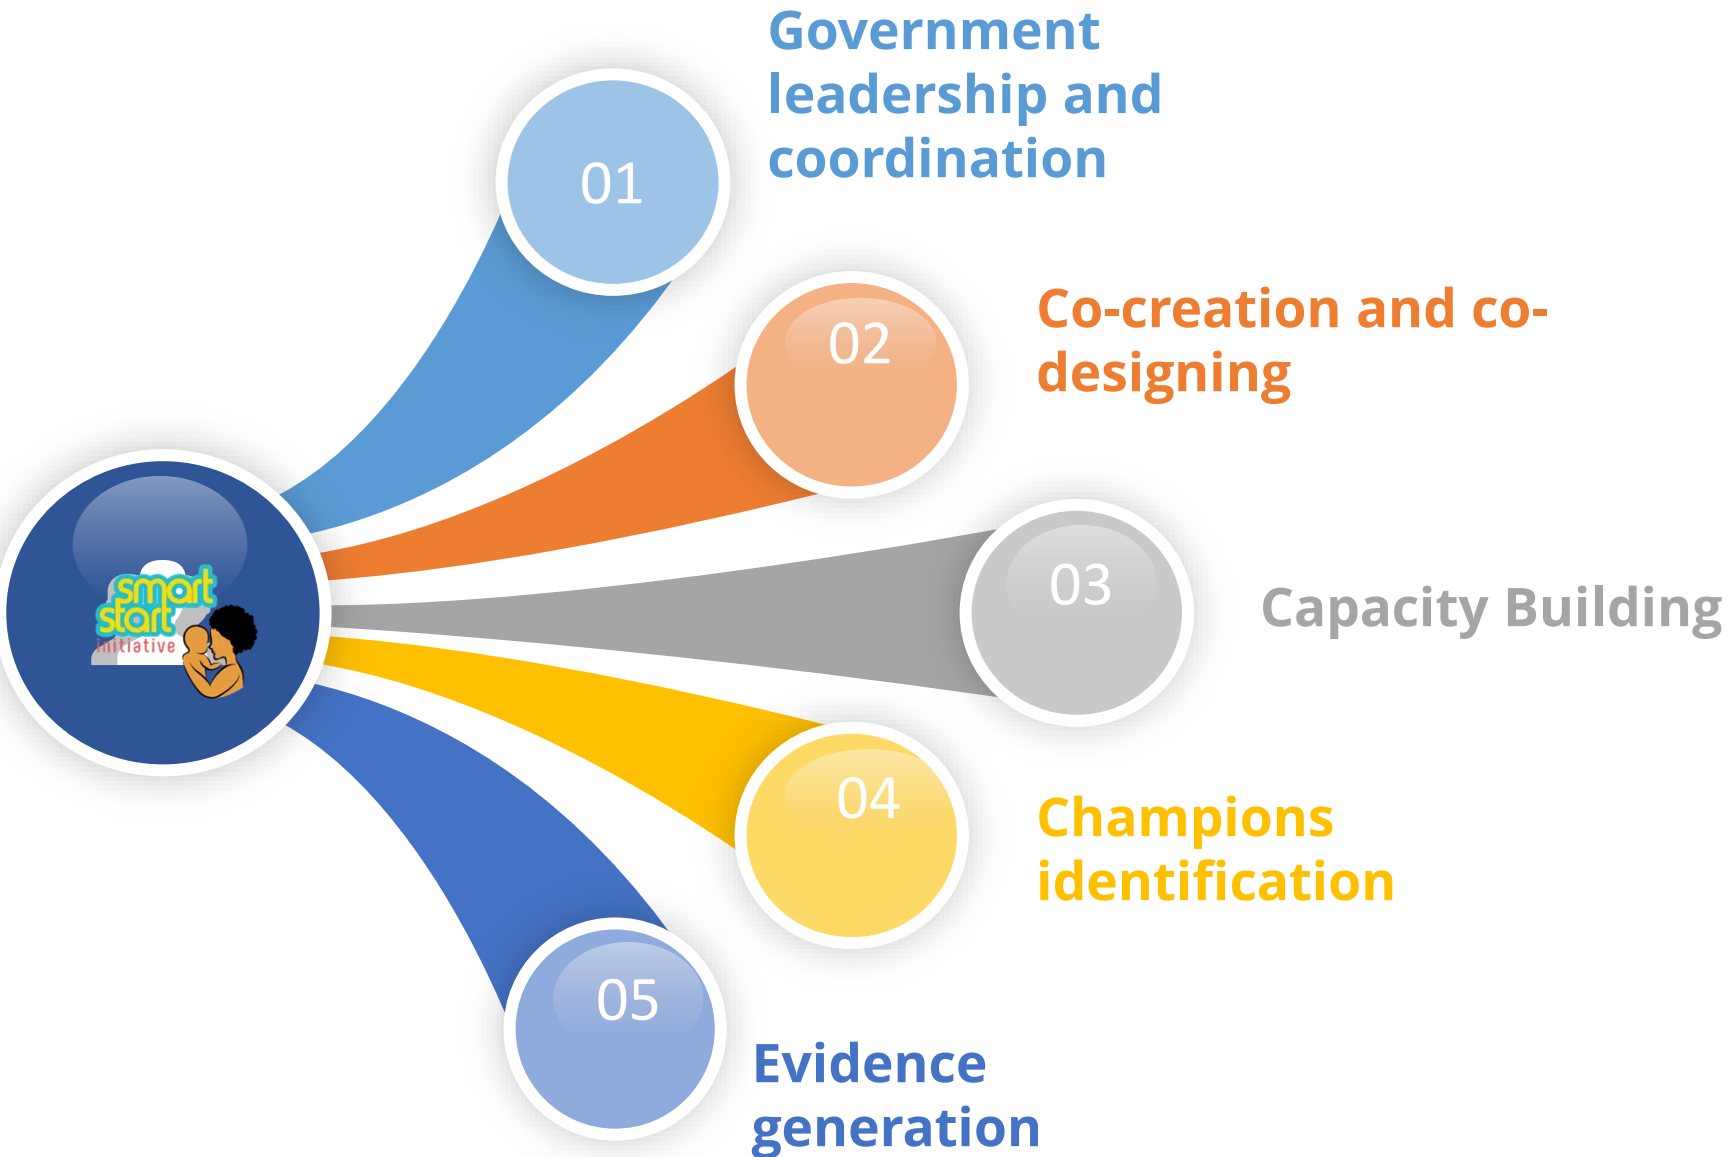 Government
leadership and
coordination
01
02
Co-creation and co-
designing
03
Capacity Building
smart
start
initiative
04
Champions
identification
05
Evidence
generation